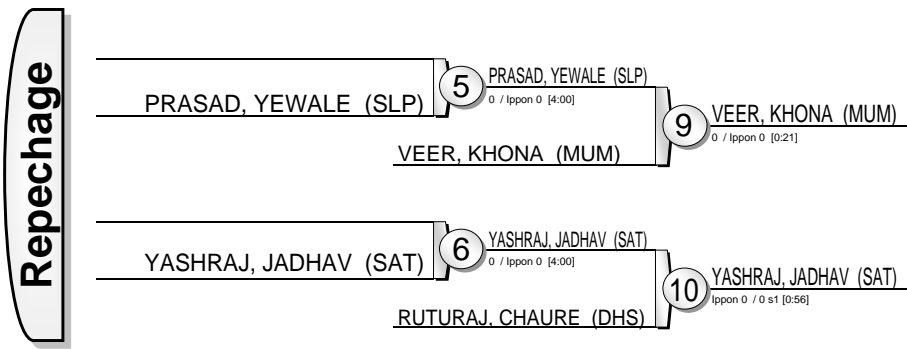 Repechage
PRASAD, YEWALE (SLP)
5
PRASAD, YEWALE (SLP)
0 / Ippon 0 [4:00]
VEER, KHONA (MUM)
9
VEER, KHONA (MUM)
0 / Ippon 0 [0:21]
YASHRAJ, JADHAV (SAT)
6
YASHRAJ, JADHAV (SAT)
0 / Ippon 0 [4:00]
RUTURAJ, CHAURE (DHS)
10
YASHRAJ, JADHAV (SAT)
Ippon 0 / 0 s1 [0:56]